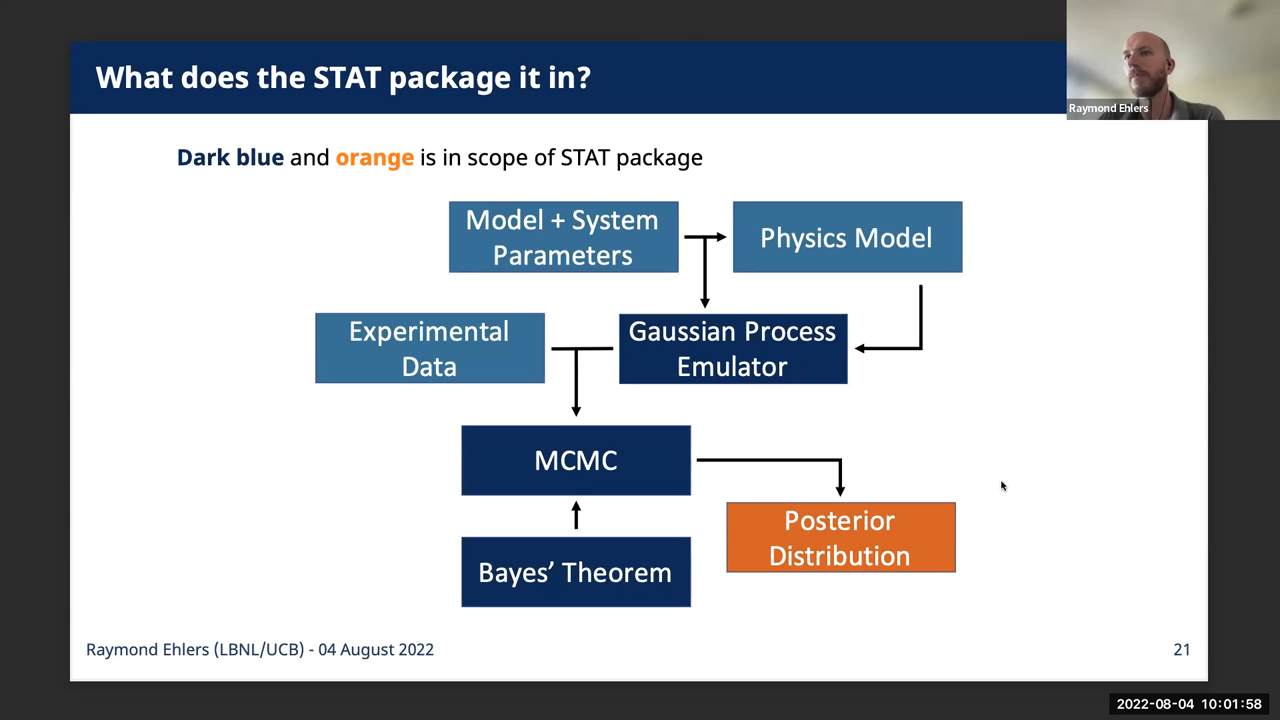 What does the STAT package it in?
Raymond Ehlers
Dark blue and orange is in scope of STAT package
Model + System
Parameters
Physics Model
Experimental
Data
Gaussian Process
Emulator
MCMC
Posterior
Distribution
Bayes’ Theorem
Raymond Ehlers (LBNL/UCB) - 04 August 2022
21
2022-08-04 10:01:58